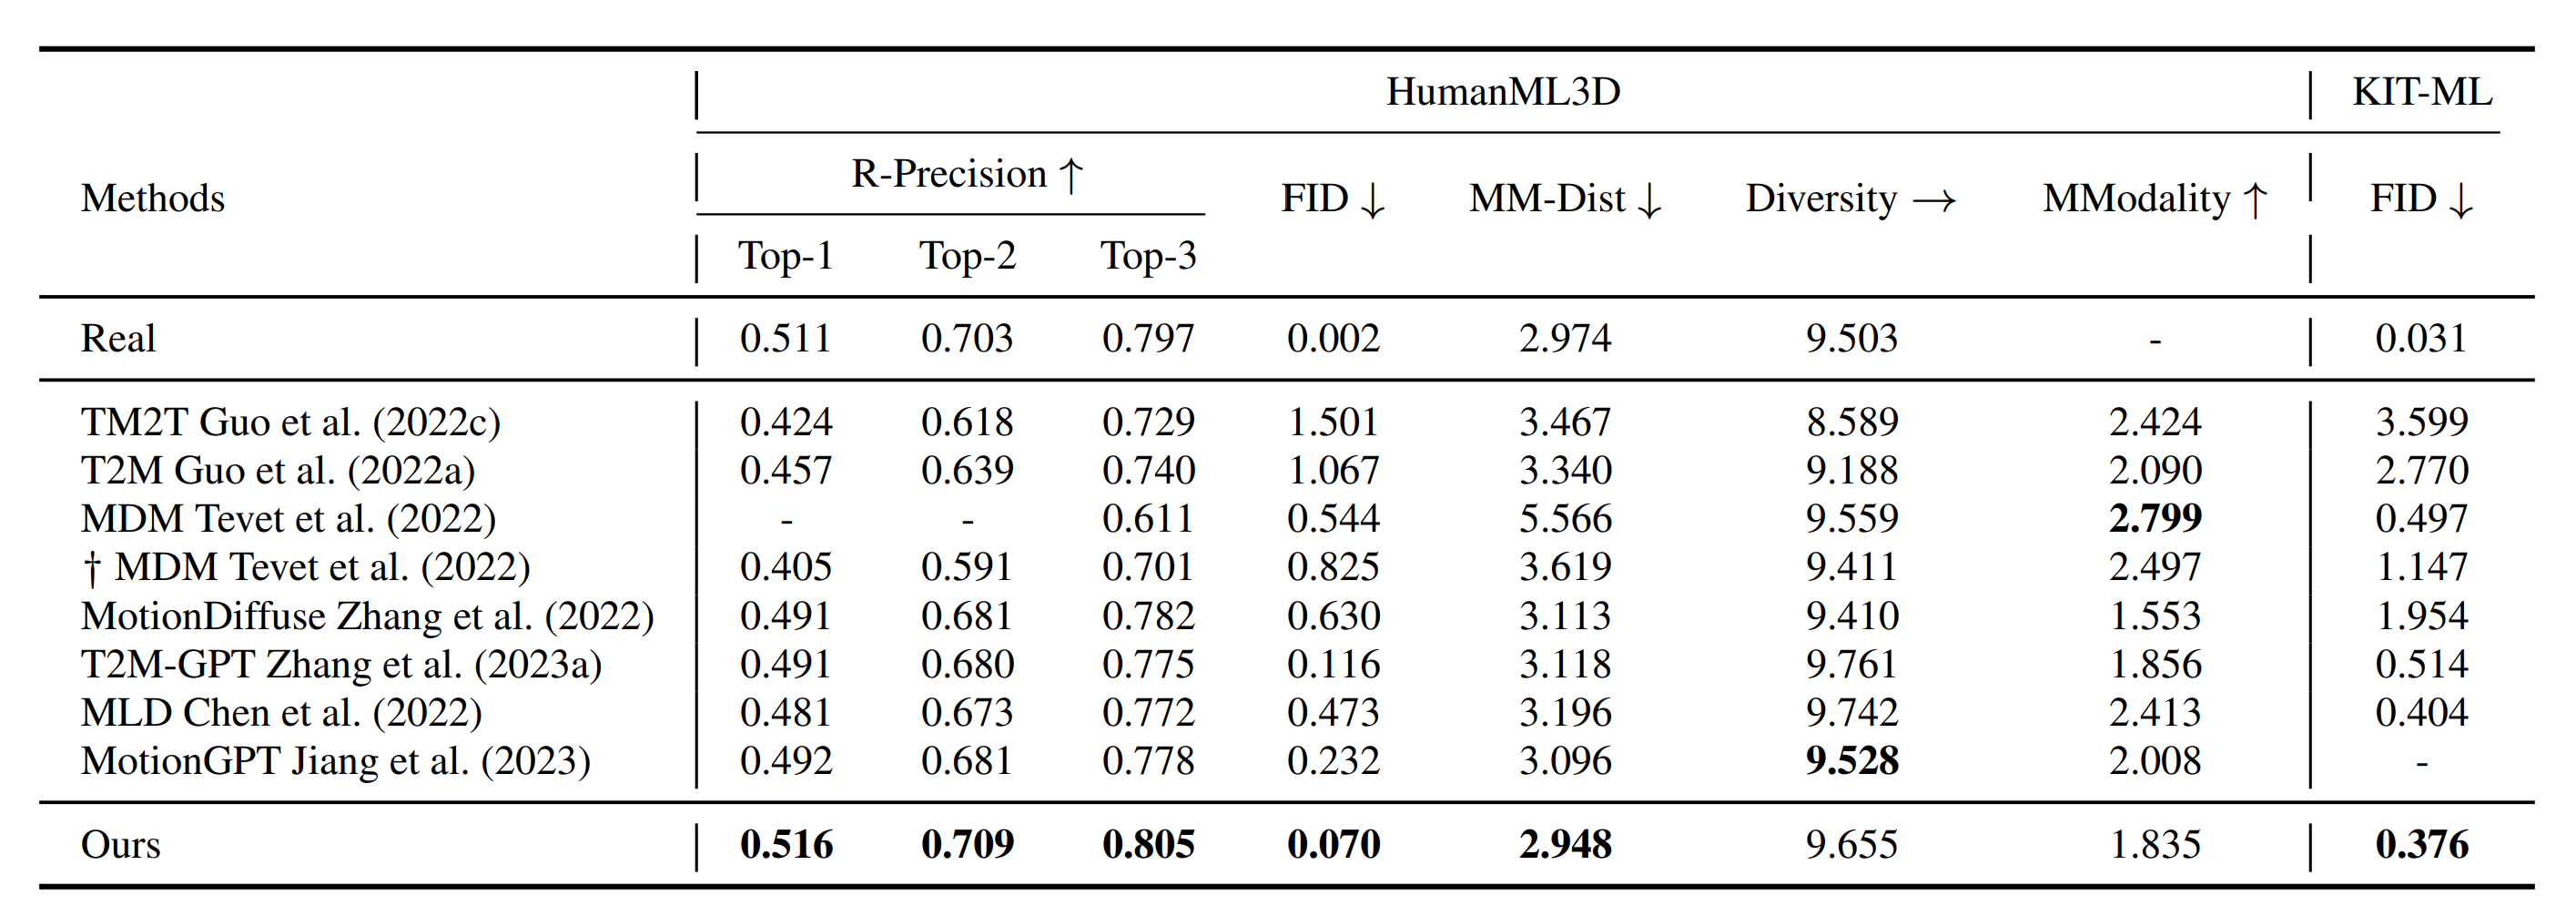 HumanML3D KIT-ML
Methods R-Precision ↑ FID ↓ MM-Dist ↓ Diversity → MModality ↑ FID ↓
Top-1 Top-2 Top-3
Real 0.511 0.703 0.797 0.002 2.974 9.503 - 0.031
TM2T Guo et al. (2022c) 0.424 0.618 0.729 1.501 3.467 8.589 2.424 3.599
T2M Guo et al. (2022a) 0.457 0.639 0.740 1.067 3.340 9.188 2.090 2.770
MDM Tevet et al. (2022) - - 0.611 0.544 5.566 9.559 2.799 0.497
† MDM Tevet et al. (2022) 0.405 0.591 0.701 0.825 3.619 9.411 2.497 1.147
MotionDiffuse Zhang et al. (2022) 0.491 0.681 0.782 0.630 3.113 9.410 1.553 1.954
T2M-GPT Zhang et al. (2023a) 0.491 0.680 0.775 0.116 3.118 9.761 1.856 0.514
MLD Chen et al. (2022) 0.481 0.673 0.772 0.473 3.196 9.742 2.413 0.404
MotionGPT Jiang et al. (2023) 0.492 0.681 0.778 0.232 3.096 9.528 2.008 -
Ours 0.516 0.709 0.805 0.070 2.948 9.655 1.835 0.376